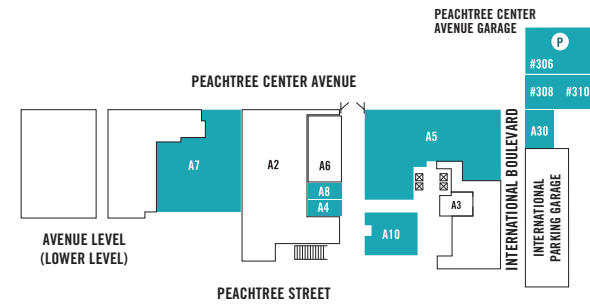 PEACHTREE CENTER
AVENUE GARAGE
P
#306
#308 #310
PEACHTREE CENTER AVENUE
A30
A5
A7
A2
A6
A8
A4
A3
A10
INTERNATIONAL BOULEVARD
INTERNATIONAL
PARKING GARAGE
AVENUE LEVEL
(LOWER LEVEL)
PEACHTREE STREET